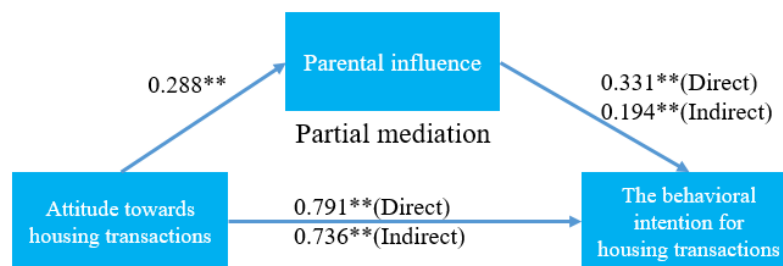 Parental influence
0.288**
0.331**(Direct)
0.194**(Indirect)
Partial mediation
Attitude towards
housing transactions
0.791**(Direct)
0.736**(Indirect)
The behavioral
intention for
housing transactions